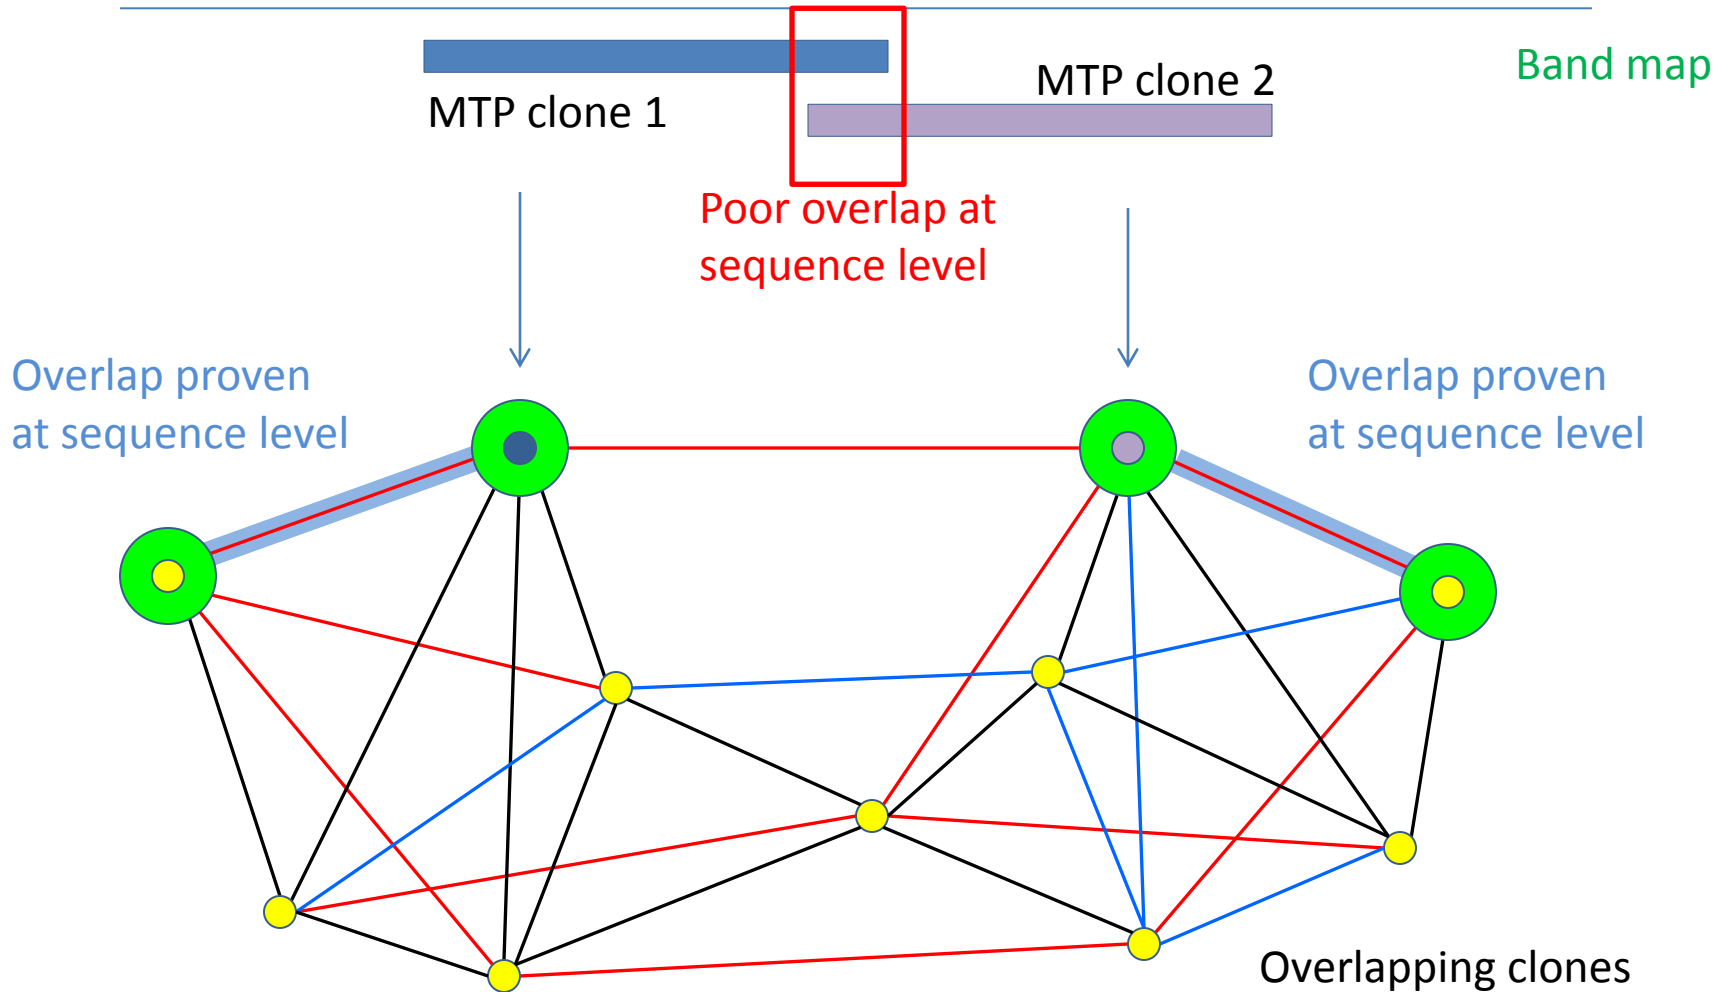 Band map
MTP clone 1
MTP clone 2
Poor overlap at
sequence level
Overlap proven
at sequence level
Overlap proven
at sequence level
Overlapping clones